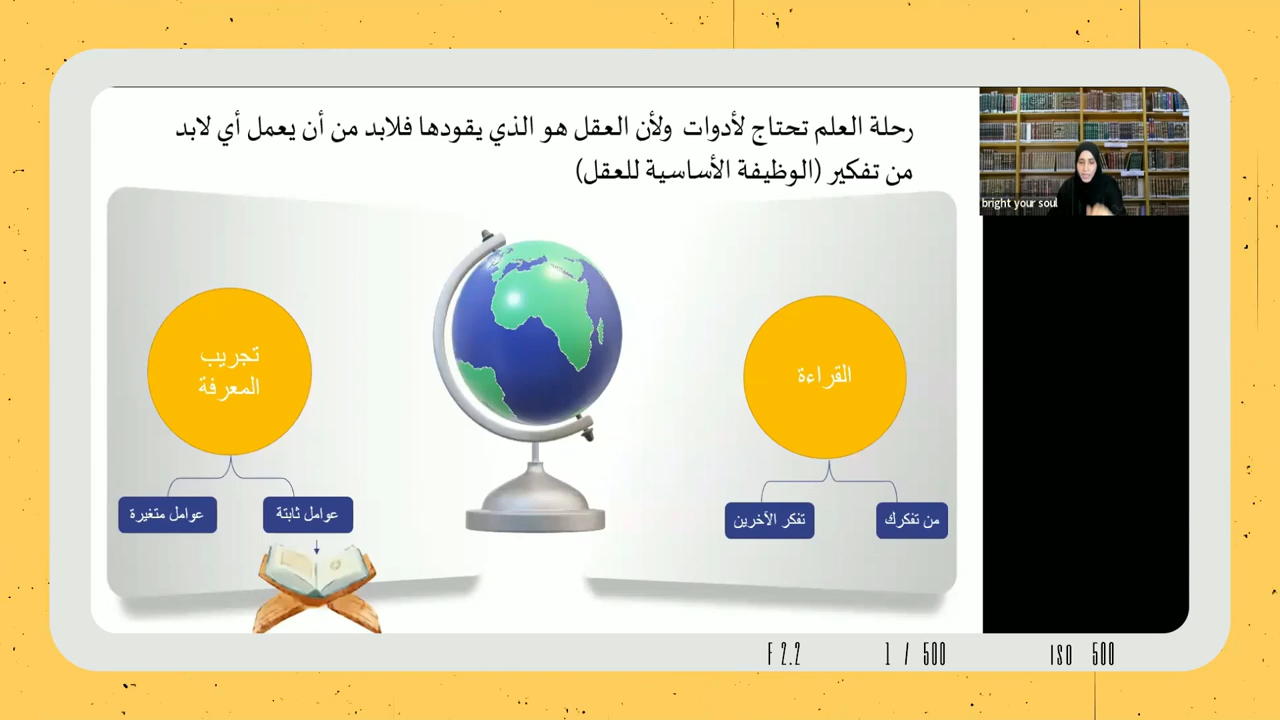 رحلة العلم تحتاج لأدوات ولأن العقل هو الذي يقودها فلابد من أن يعمل أي لابد
من تفكير (الوظيفة الأساسية للعقل)
bright your soul
القراءة
من تفكرك
تفكر الآخرين
تجريب
المعرفة
عوامل ثابتة
عوامل متغيرة
F 2.2
1 / 500
ISO 500